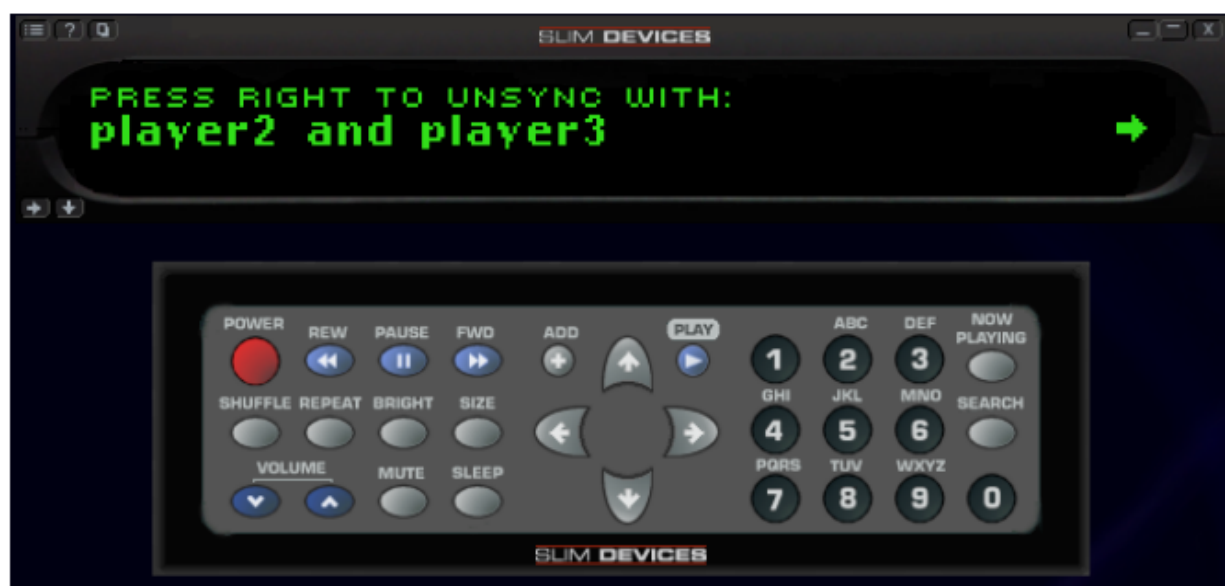 ? X
SLIM DEVICES
PRESS RIGHT TO UNSYNC WITH:
player2 and player3
POWER REW PAUSE FWD ADD PLAY ABC DEF NOW PLAYING
1 2 3
SHUFFLE REPEAT BRIGHT SIZE GHI JKL MNO SEARCH
4 5 6
VOLUME MUTE SLEEP PQRS TUV WXYZ
7 8 9 0
SLIM DEVICES